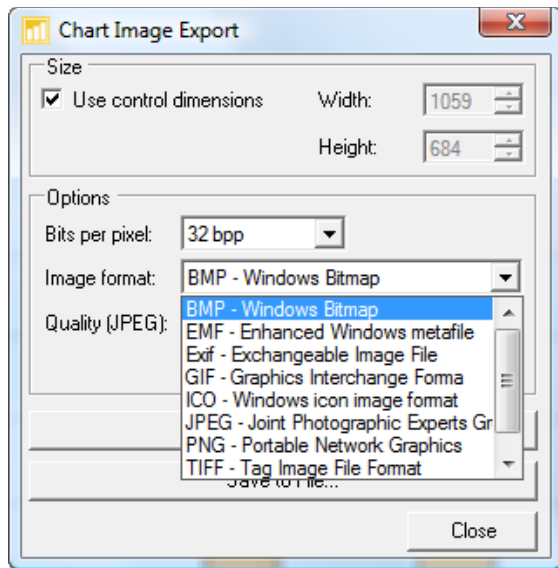 Chart Image Export
Size
Use control dimensions Width: 1059
Height: 684
Options
Bits per pixel: 32 bpp
Image format: BMP - Windows Bitmap
Quality (JPEG):
BMP - Windows Bitmap
EMF - Enhanced Windows metafile
Exif - Exchangeable Image File
GIF - Graphics Interchange Forma
ICO - Windows icon image format
JPEG - Joint Photographic Experts Gr
PNG - Portable Network Graphics
TIFF - Tag Image File Format
Save to File...
Close